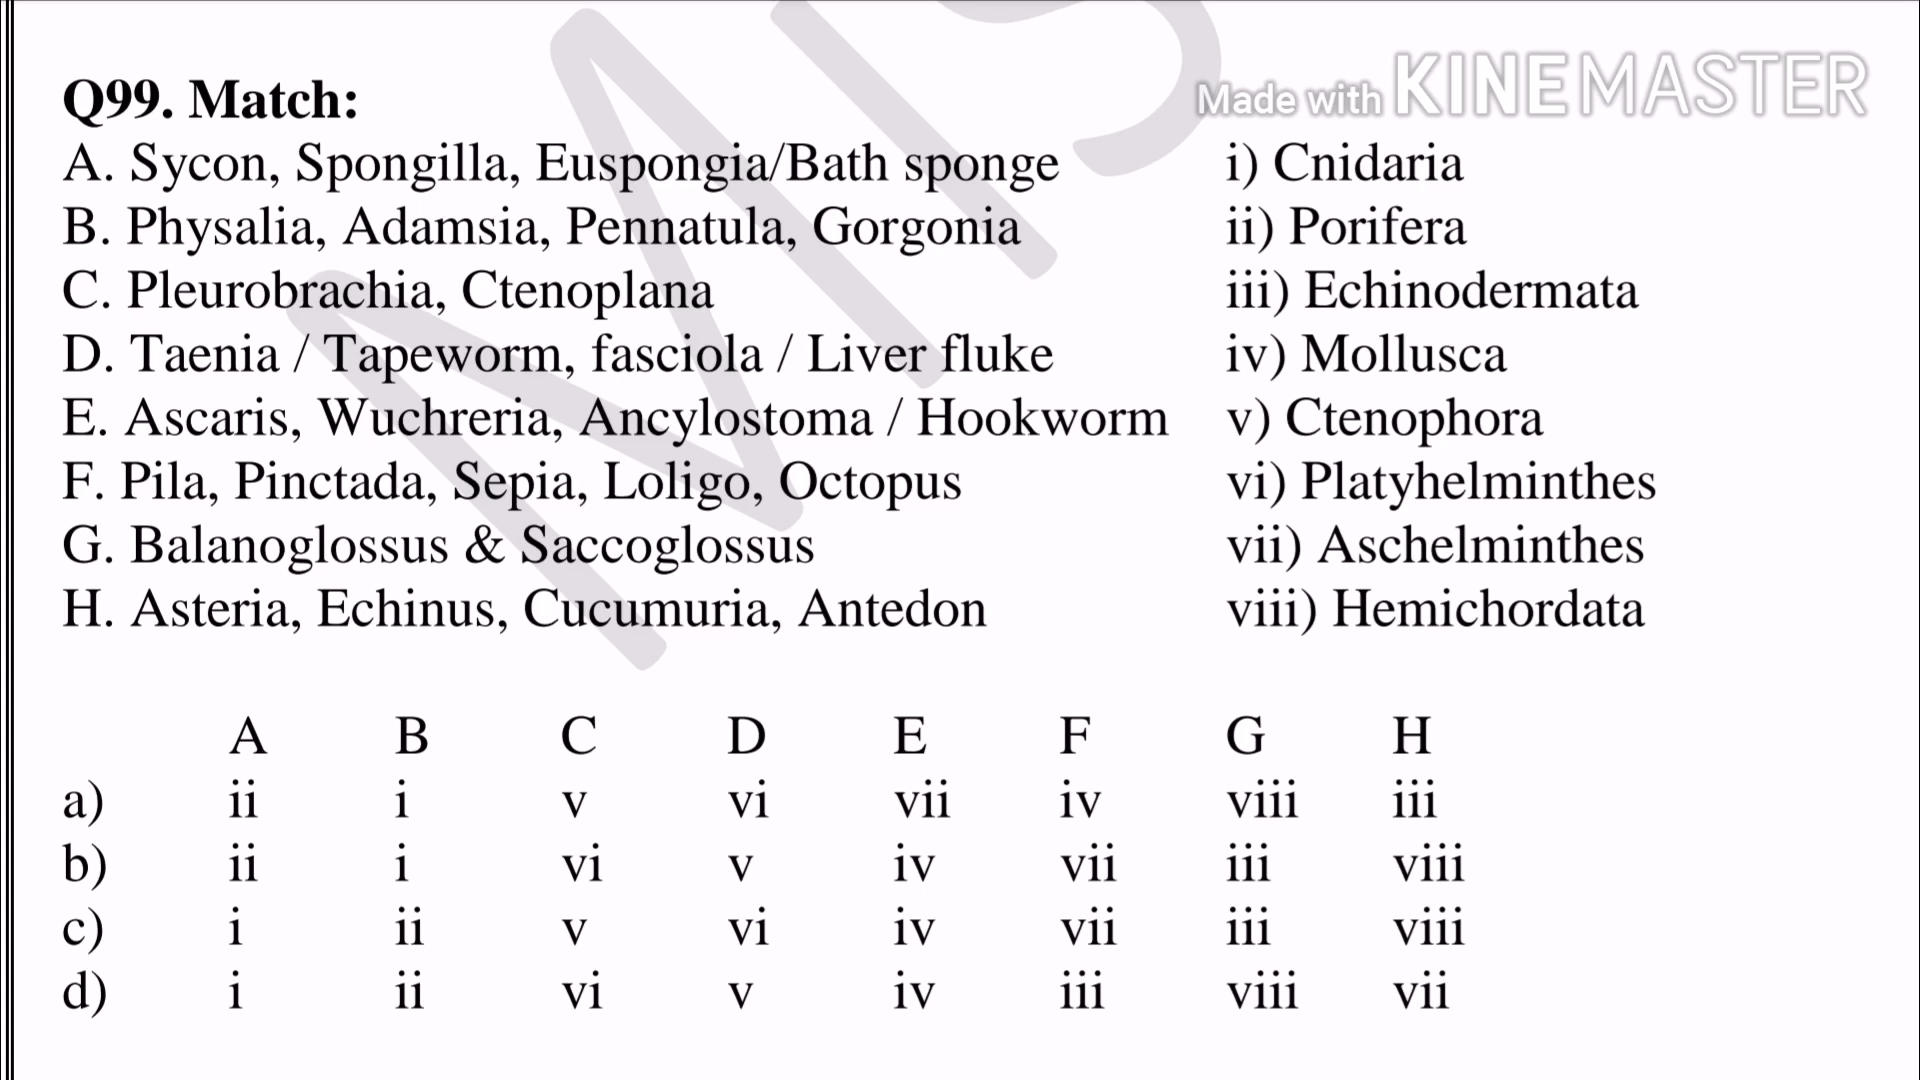 Made with KINEMASTER
Q99. Match:
A. Sycon, Spongilla, Euspongia/Bath sponge i) Cnidaria
B. Physalia, Adamsia, Pennatula, Gorgonia ii) Porifera
C. Pleurobrachia, Ctenoplana iii) Echinodermata
D. Taenia / Tapeworm, fasciola / Liver fluke iv) Mollusca
E. Ascaris, Wuchreria, Ancylostoma / Hookworm v) Ctenophora
F. Pila, Pinctada, Sepia, Loligo, Octopus vi) Platyhelminthes
G. Balanoglossus & Saccoglossus vii) Aschelminthes
H. Asteria, Echinus, Cucumuria, Antedon viii) Hemichordata
A B C D E F G H
a) ii i v vi vii iv viii iii
b) ii i vi v iv vii iii viii
c) i ii v vi iv vii iii viii
d) i ii vi v iv iii viii vii